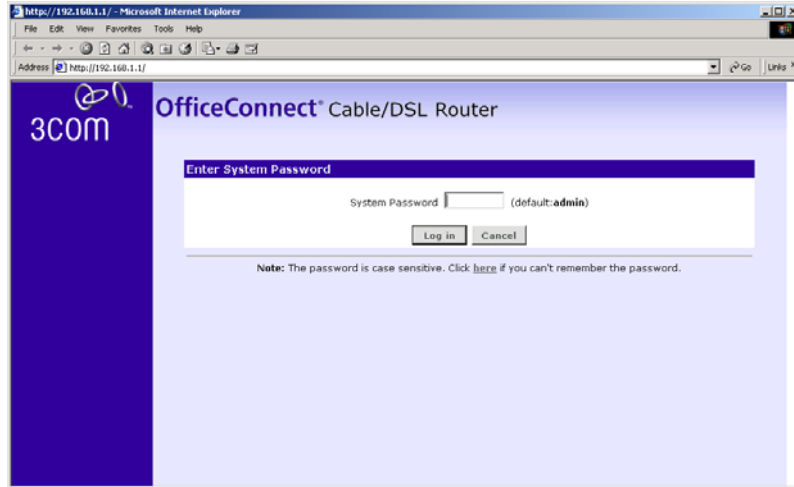 http://192.168.1.1/ - Microsoft Internet Explorer
File Edit View Favorites Tools Help
Address http://192.168.1.1/ Go Links
3COM
OfficeConnect® Cable/DSL Router
Enter System Password
System Password (default:admin)
Log in Cancel
Note: The password is case sensitive. Click here if you can't remember the password.